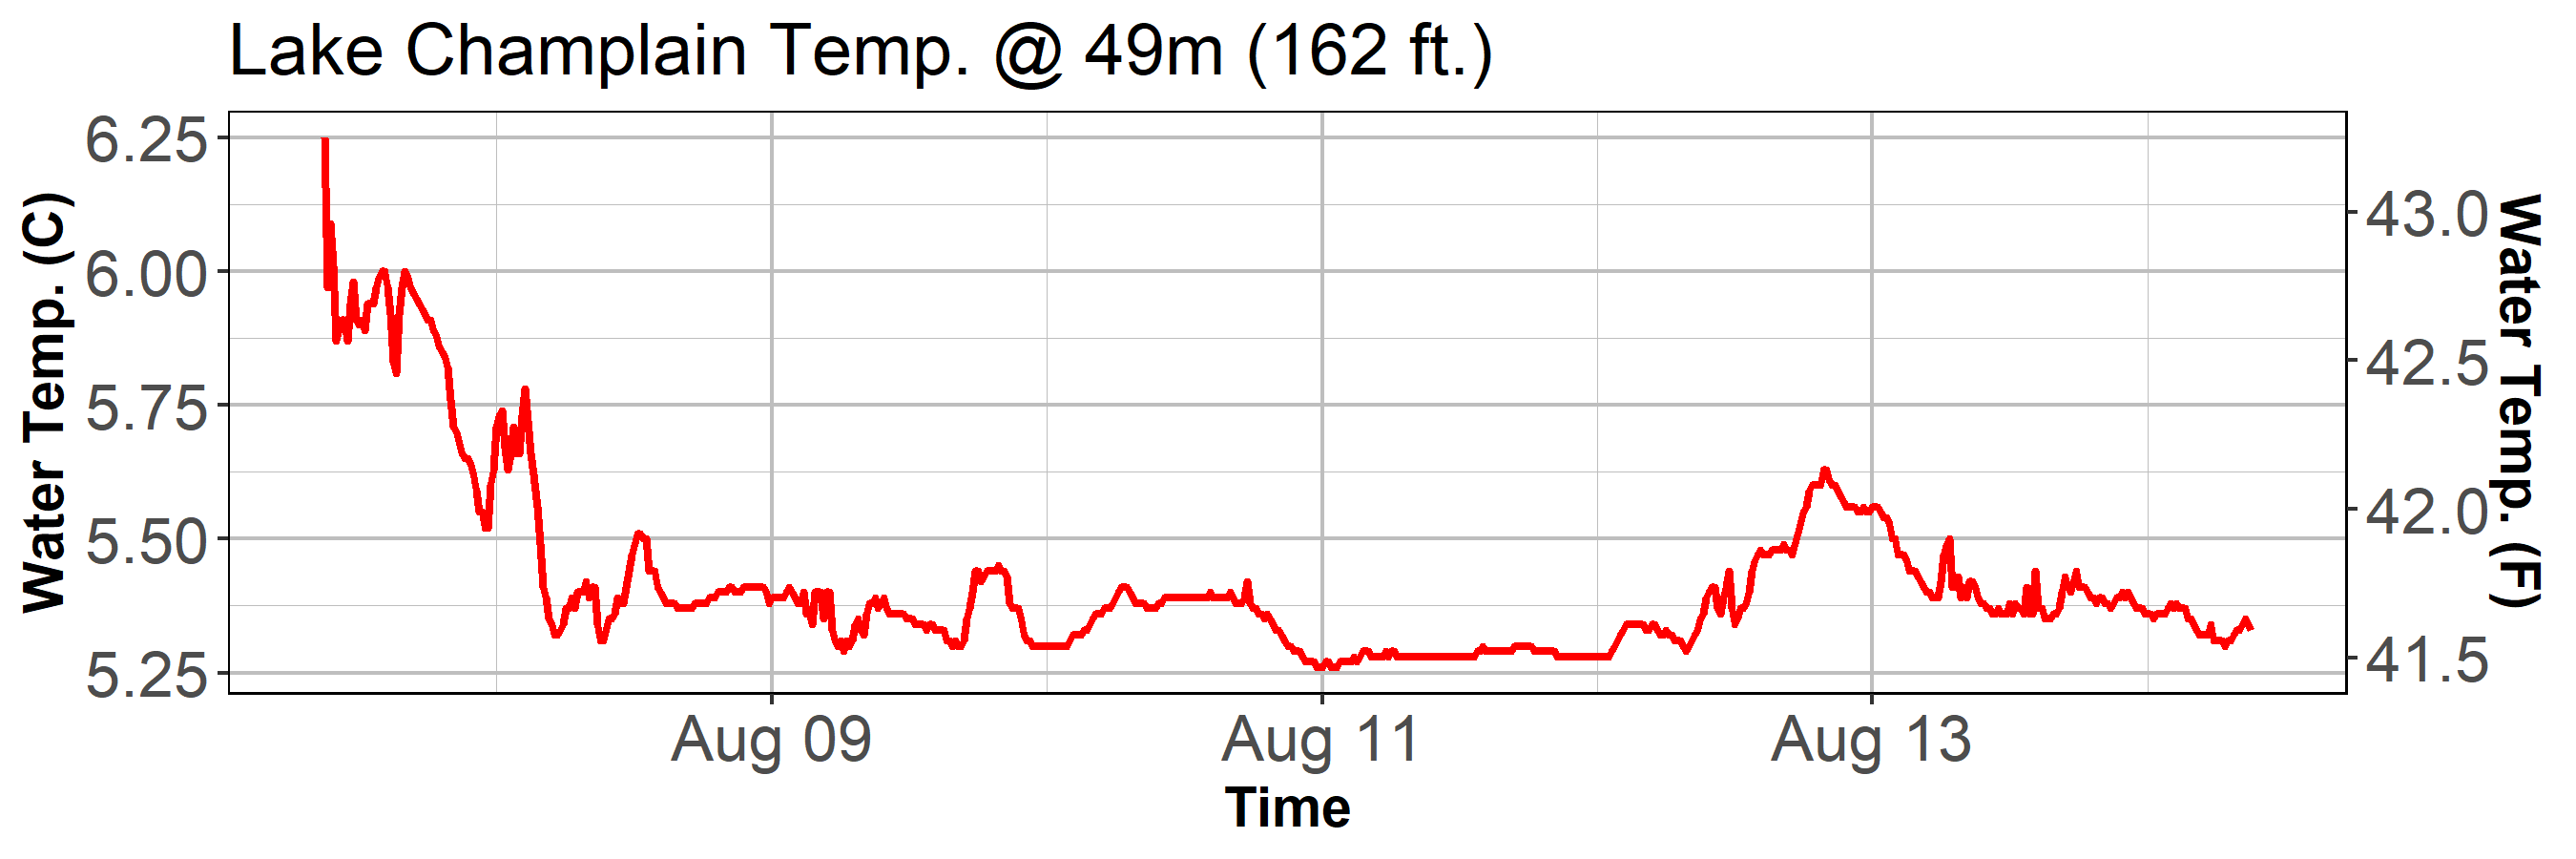 Lake Champlain Temp. @ 49m (162 ft.)
Water Temp. (C)
6.25
6.00
5.75
5.50
5.25
43.0
42.5
42.0
41.5
Water Temp. (F)
Aug 09
Aug 11
Aug 13
Time